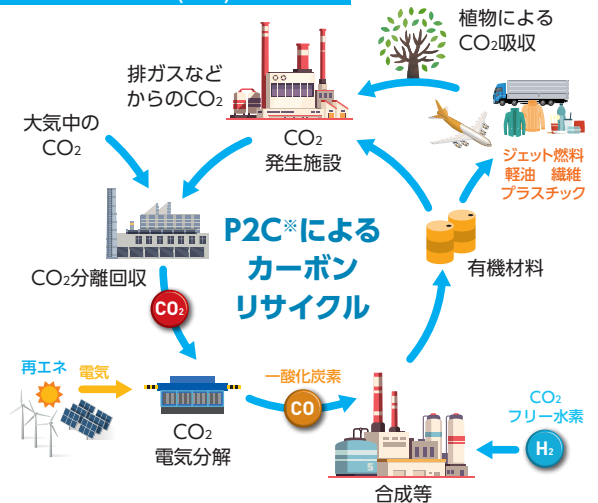 植物による
CO₂吸収
排ガスなど
からのCO₂
大気中の
CO₂
CO₂
発生施設
ジェット燃料
軽油 繊維
プラスチック
P2C※による
カーボン
リサイクル
有機材料
CO₂分離回収
CO₂
再エネ
電気
一酸化炭素
CO
CO₂
電気分解
CO₂
フリー水素
H₂
合成等